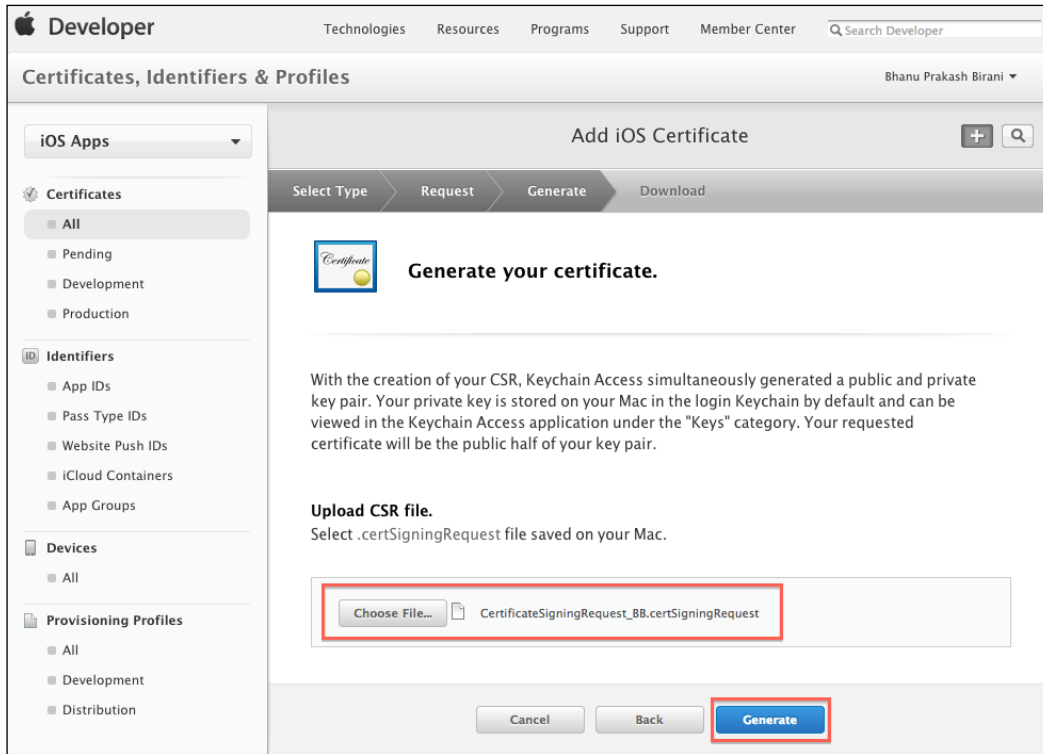 Developer
Technologies Resources Programs Support Member Center Search Developer
Certificates, Identifiers & Profiles
Bhanu Prakash Birani
iOS Apps
Certificates
All
Pending
Development
Production
ID Identifiers
App IDs
Pass Type IDs
Website Push IDs
iCloud Containers
App Groups
Devices
All
Provisioning Profiles
All
Development
Distribution
Add iOS Certificate
Select Type Request Generate Download
Certificate
Generate your certificate.
With the creation of your CSR, Keychain Access simultaneously generated a public and private
key pair. Your private key is stored on your Mac in the login Keychain by default and can be
viewed in the Keychain Access application under the "Keys" category. Your requested
certificate will be the public half of your key pair.
Upload CSR file.
Select .certSigningRequest file saved on your Mac.
Choose File... CertificateSigningRequest_BB.certSigningRequest
Cancel Back Generate